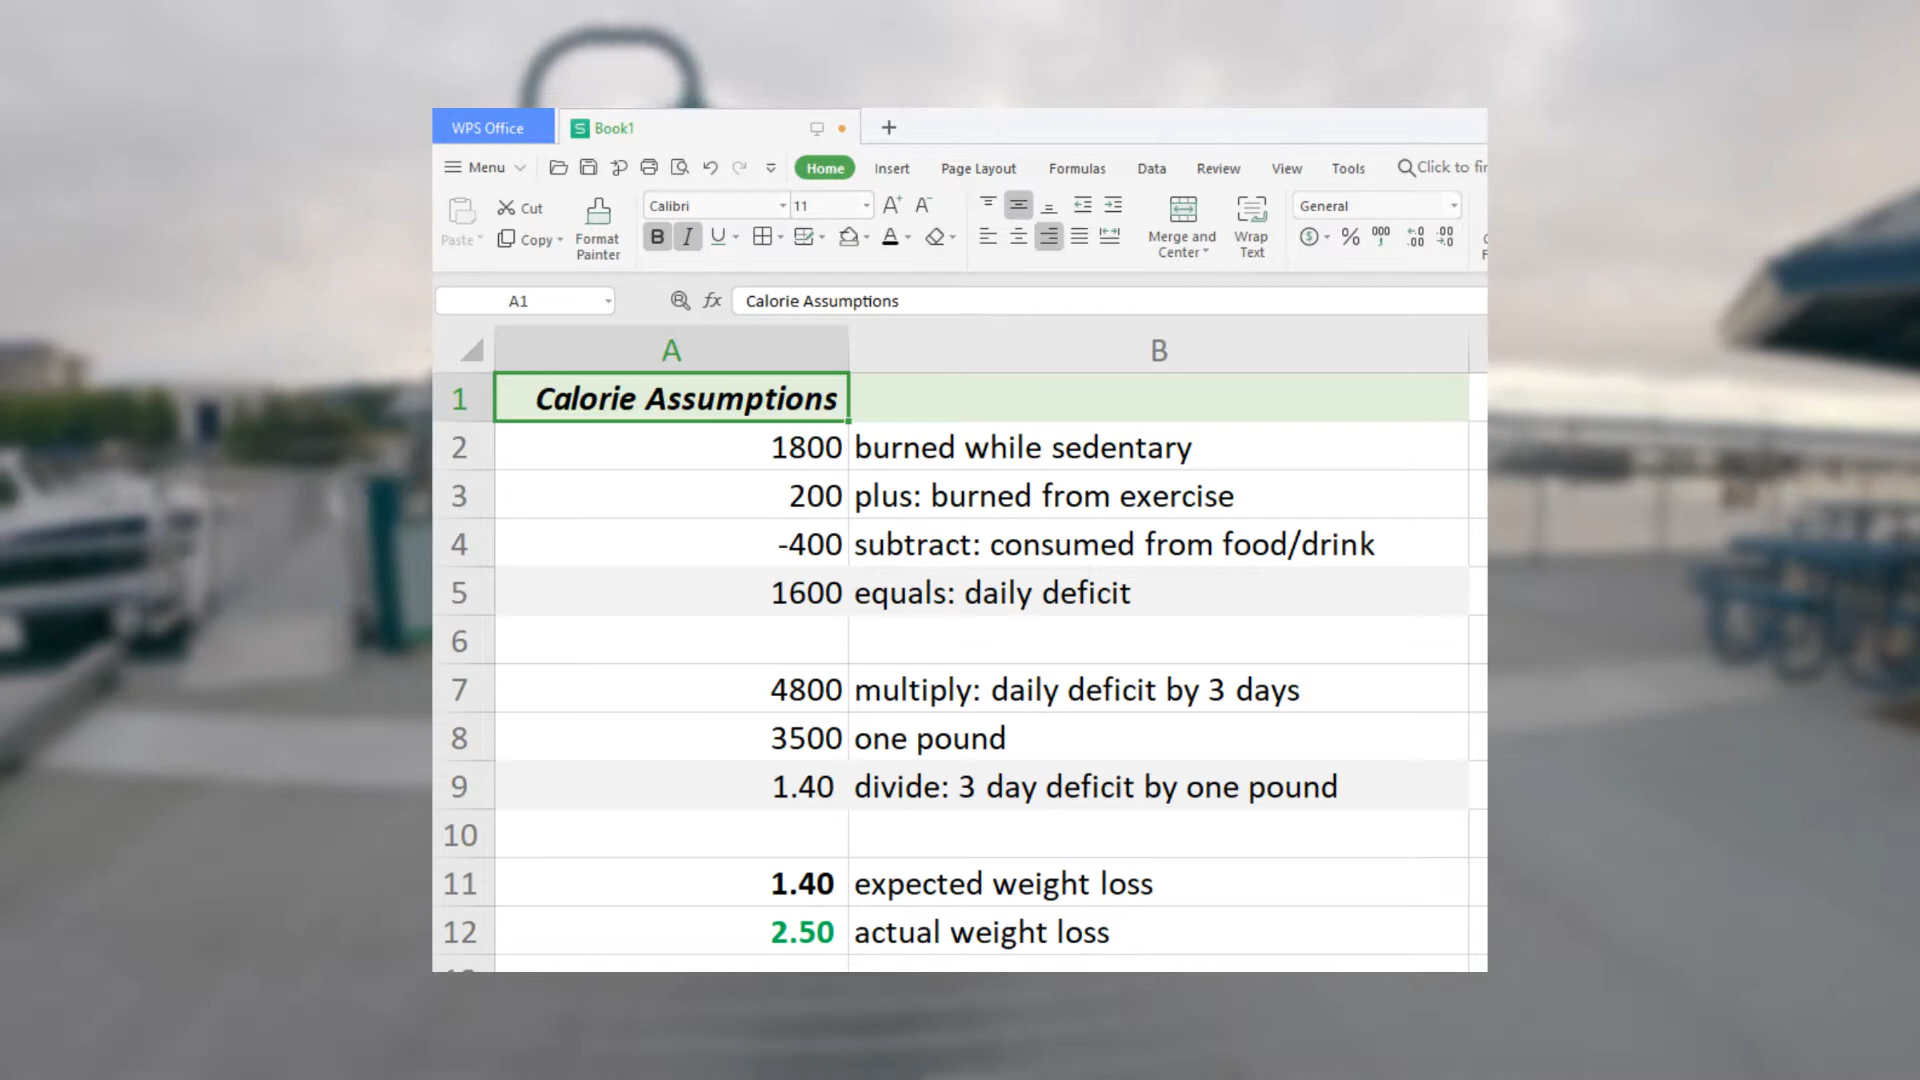 WPS Office
Book1
Menu
Home
Insert
Page Layout
Formulas
Data
Review
View
Tools
Click to
Paste
Cut
Copy
Format
Painter
Calibri
11
Merge and
Center
Wrap
Text
General
A1
fx
Calorie Assumptions
A B
1 Calorie Assumptions
2 1800 burned while sedentary
3 200 plus: burned from exercise
4 -400 subtract: consumed from food/drink
5 1600 equals: daily deficit
6
7 4800 multiply: daily deficit by 3 days
8 3500 one pound
9 1.40 divide: 3 day deficit by one pound
10
11 1.40 expected weight loss
12 2.50 actual weight loss